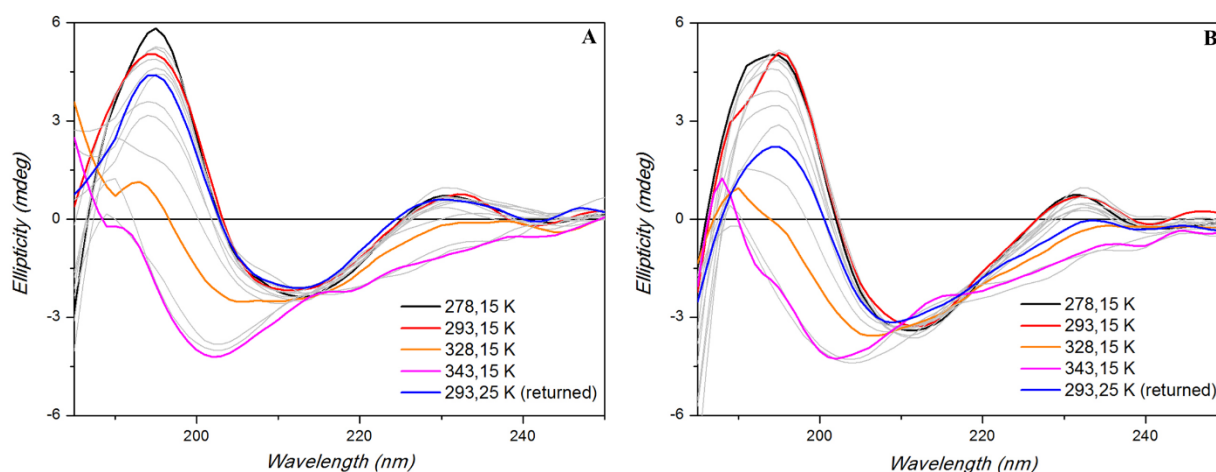 6
3
0
-3
-6
Ellipticity (mdeg)
A
278,15 K
293,15 K
328,15 K
343,15 K
293,25 K (returned)
200
220
240
Wavelength (nm)
6
3
0
-3
-6
Ellipticity (mdeg)
B
278,15 K
293,15 K
328,15 K
343,15 K
293,25 K (returned)
200
220
240
Wavelength (nm)